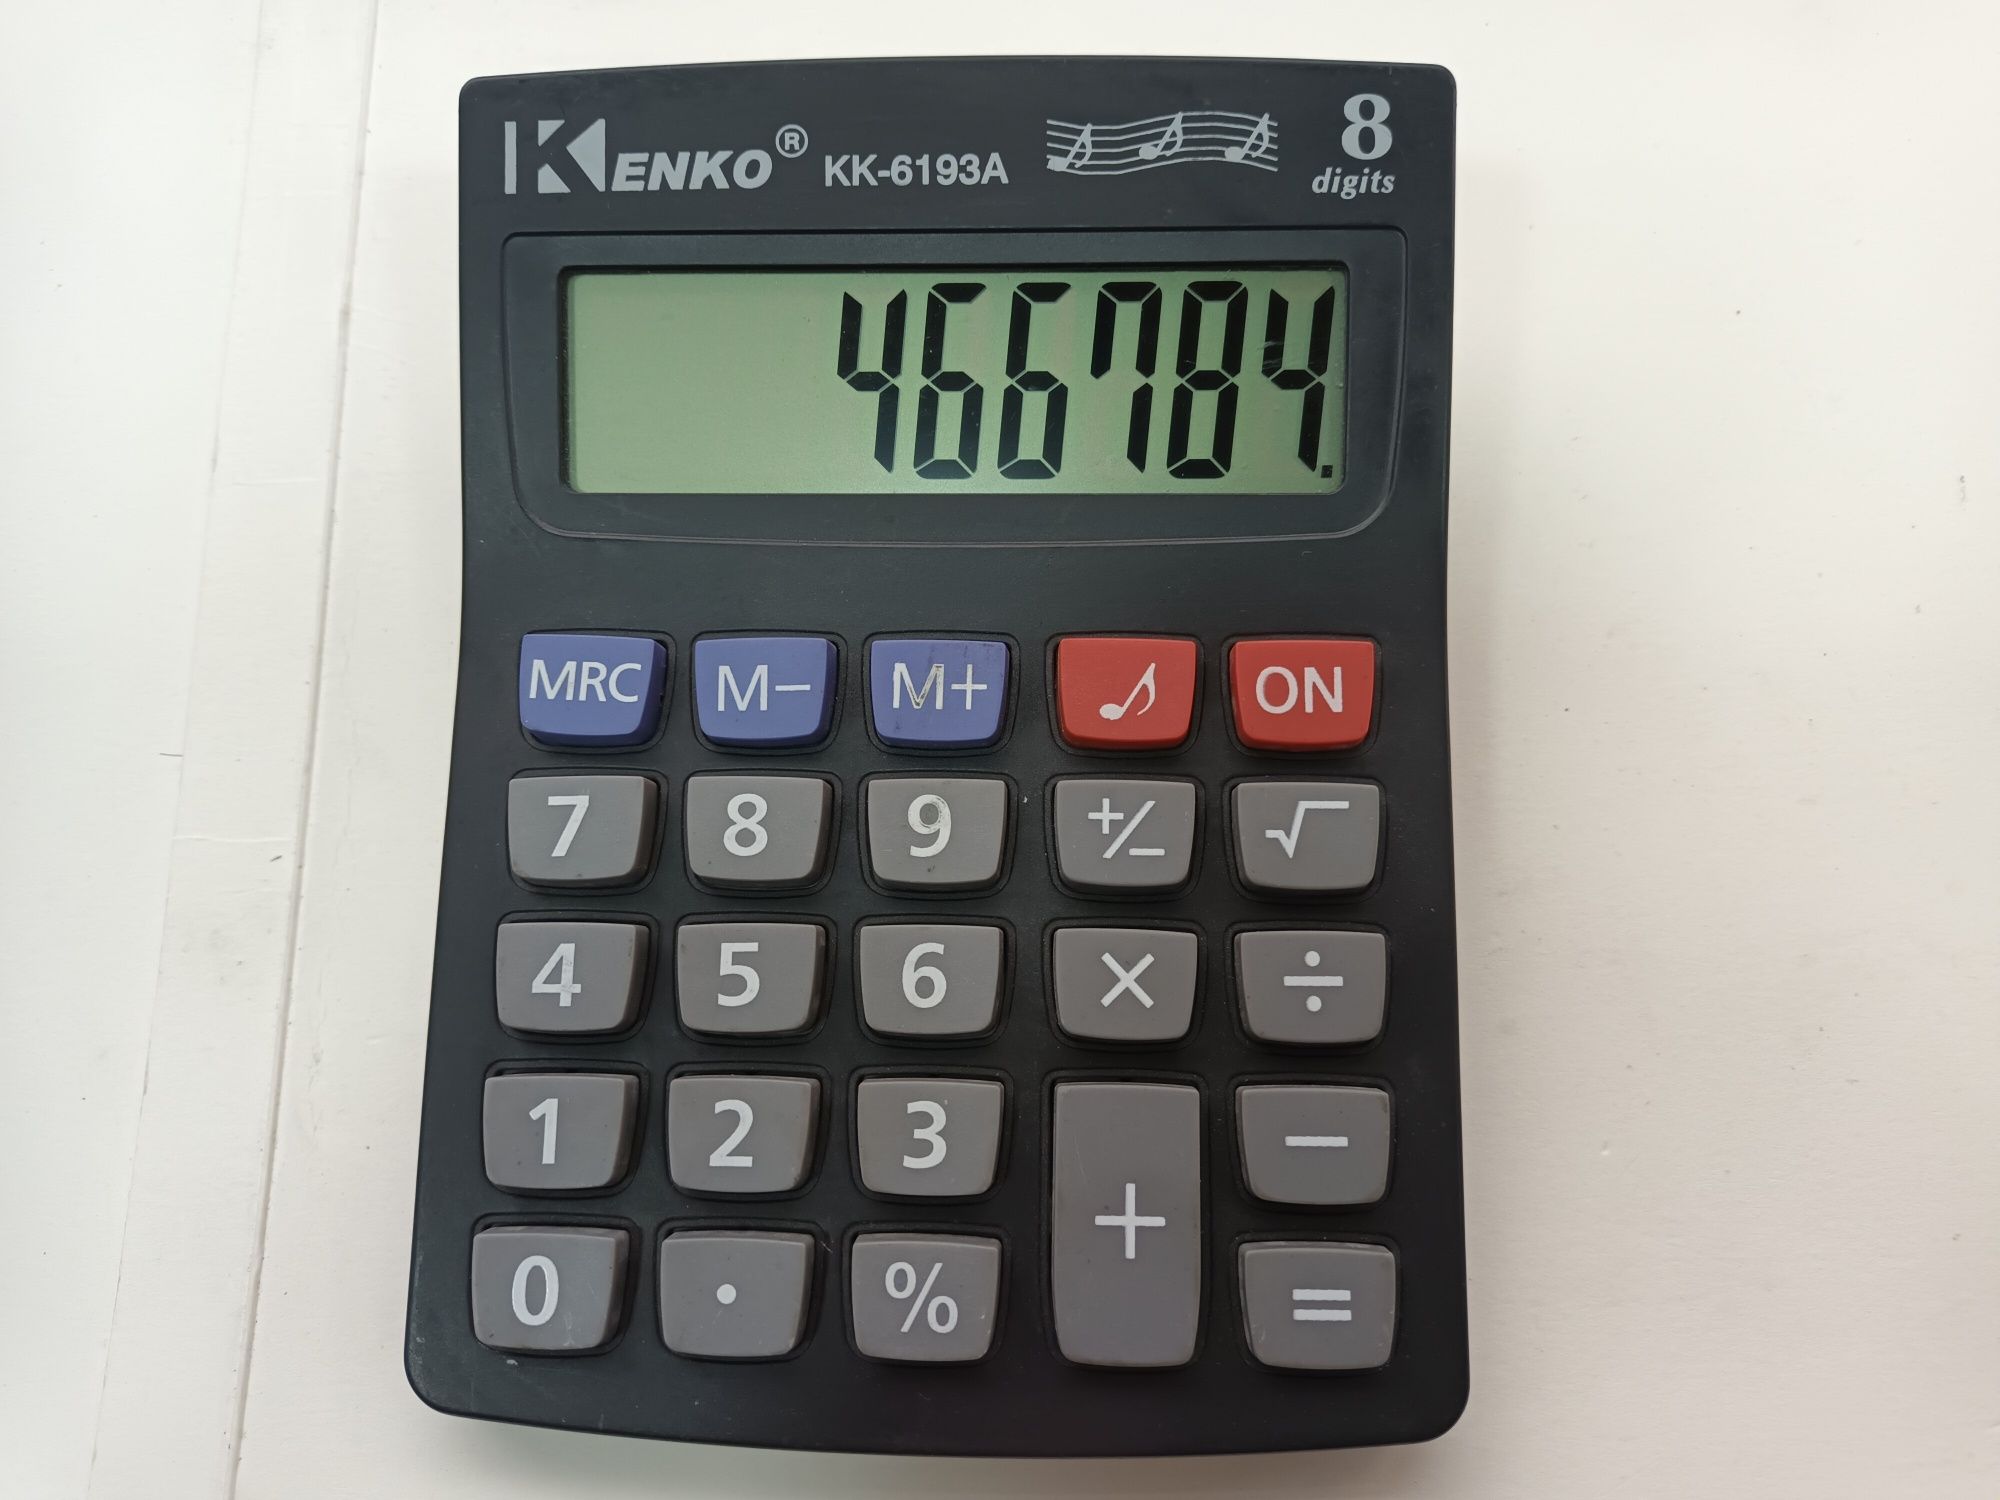 KENKO® KK-6193A 8
digits
466784.
MRC M− M+ ♪ ON
7 8 9 +/− √
4 5 6 × ÷
1 2 3 −
+
0 . % =